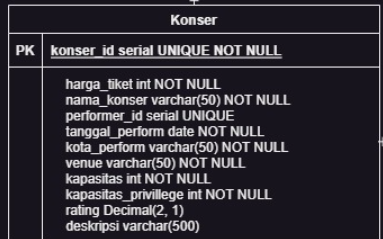 Konser
PK konser_id serial UNIQUE NOT NULL
harga_tiket int NOT NULL
nama_konser varchar(50) NOT NULL
performer_id serial UNIQUE
tanggal_perform date NOT NULL
kota_perform varchar(50) NOT NULL
venue varchar(50) NOT NULL
kapasitas int NOT NULL
kapasitas_privillege int NOT NULL
rating Decimal(2, 1)
deskripsi varchar(500)